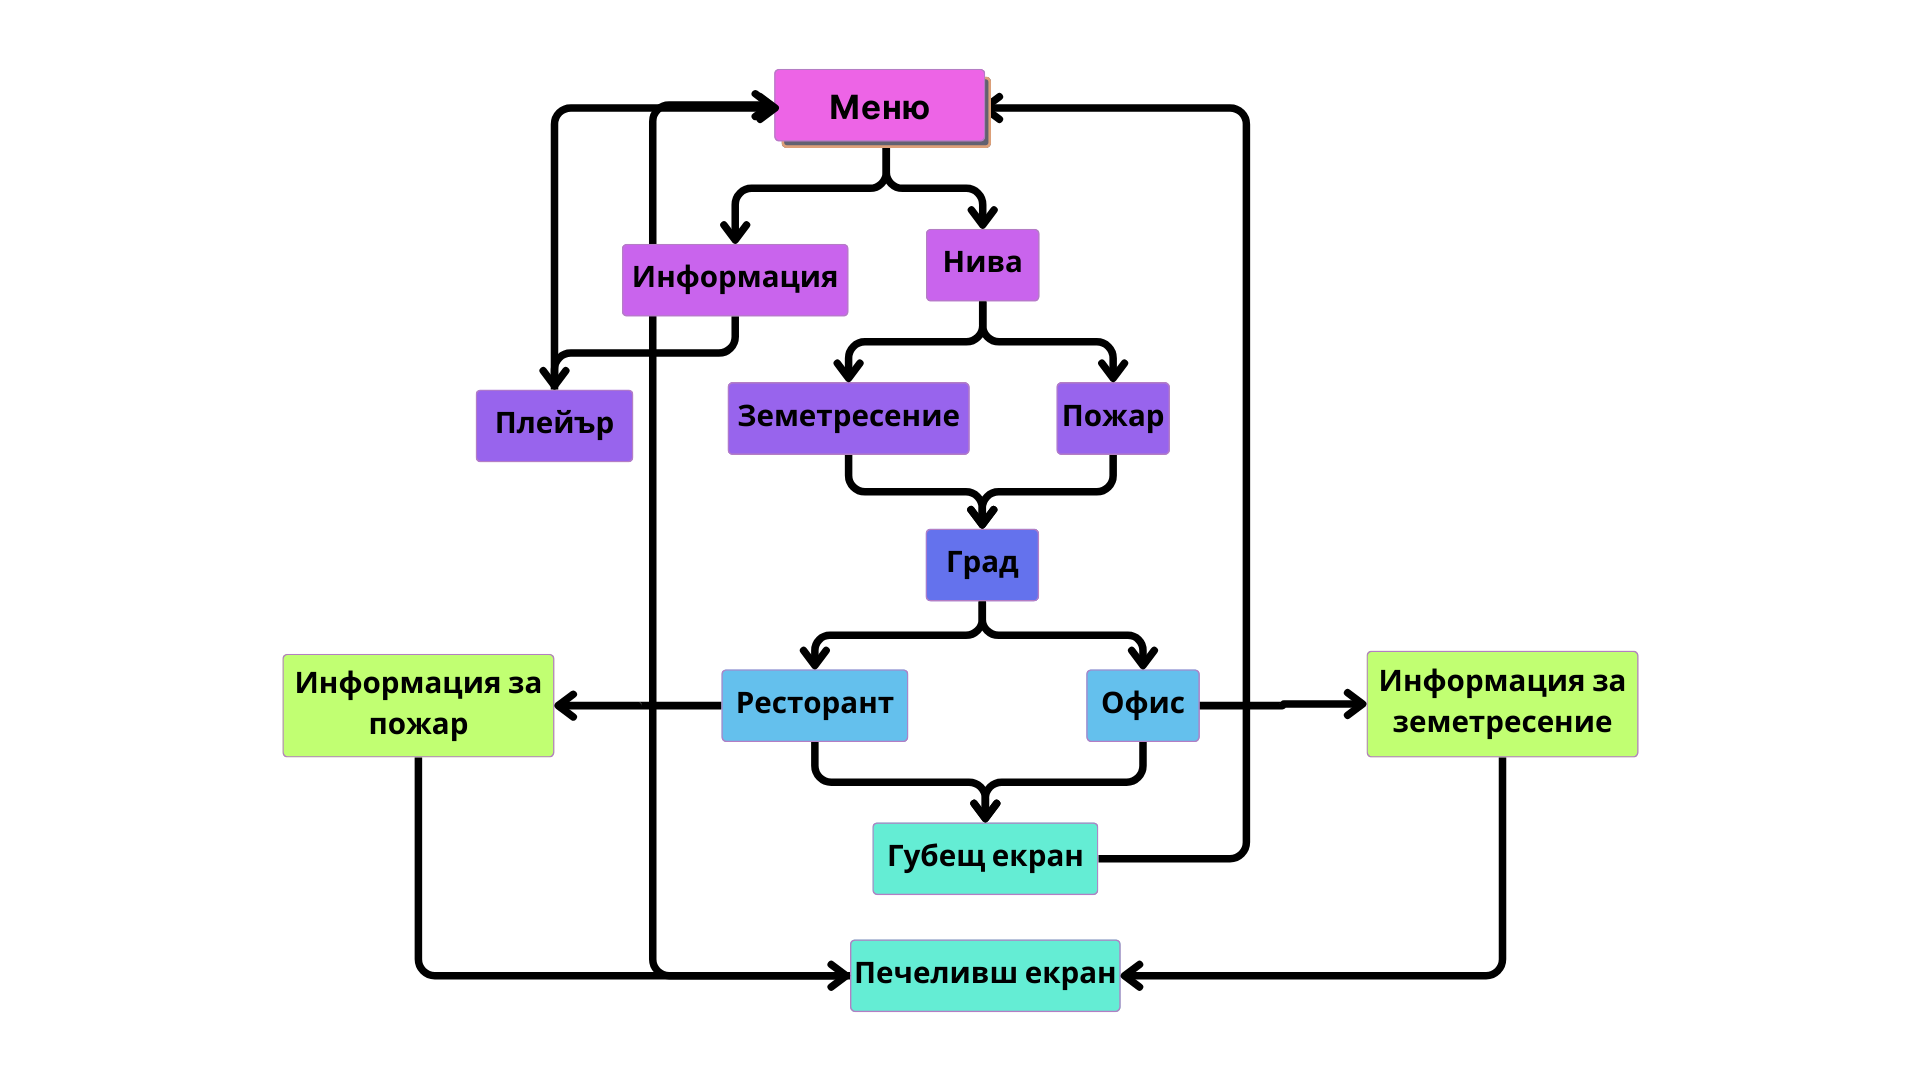 Меню
Информация
Нива
Плейър
Земетресение
Пожар
Град
Информация за
пожар
Ресторант
Офис
Информация за
земетресение
Губещ екран
Печеливш екран